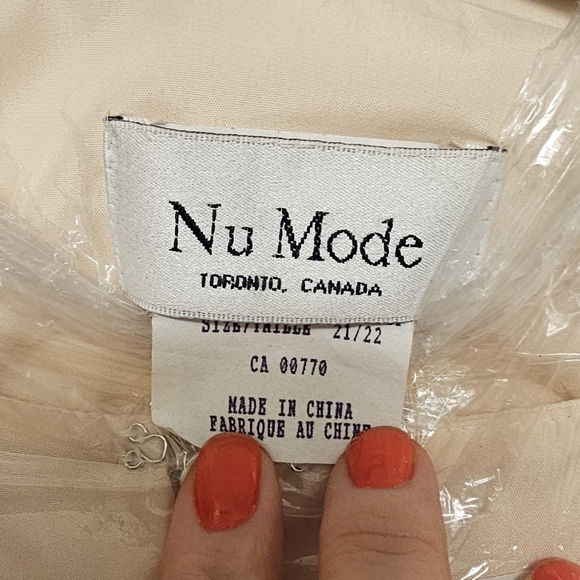 Nu Mode
TORONTO, CANADA
SIZE/TAILLE 21/22
CA 00770
MADE IN CHINA
FABRIQUE AU CHINE